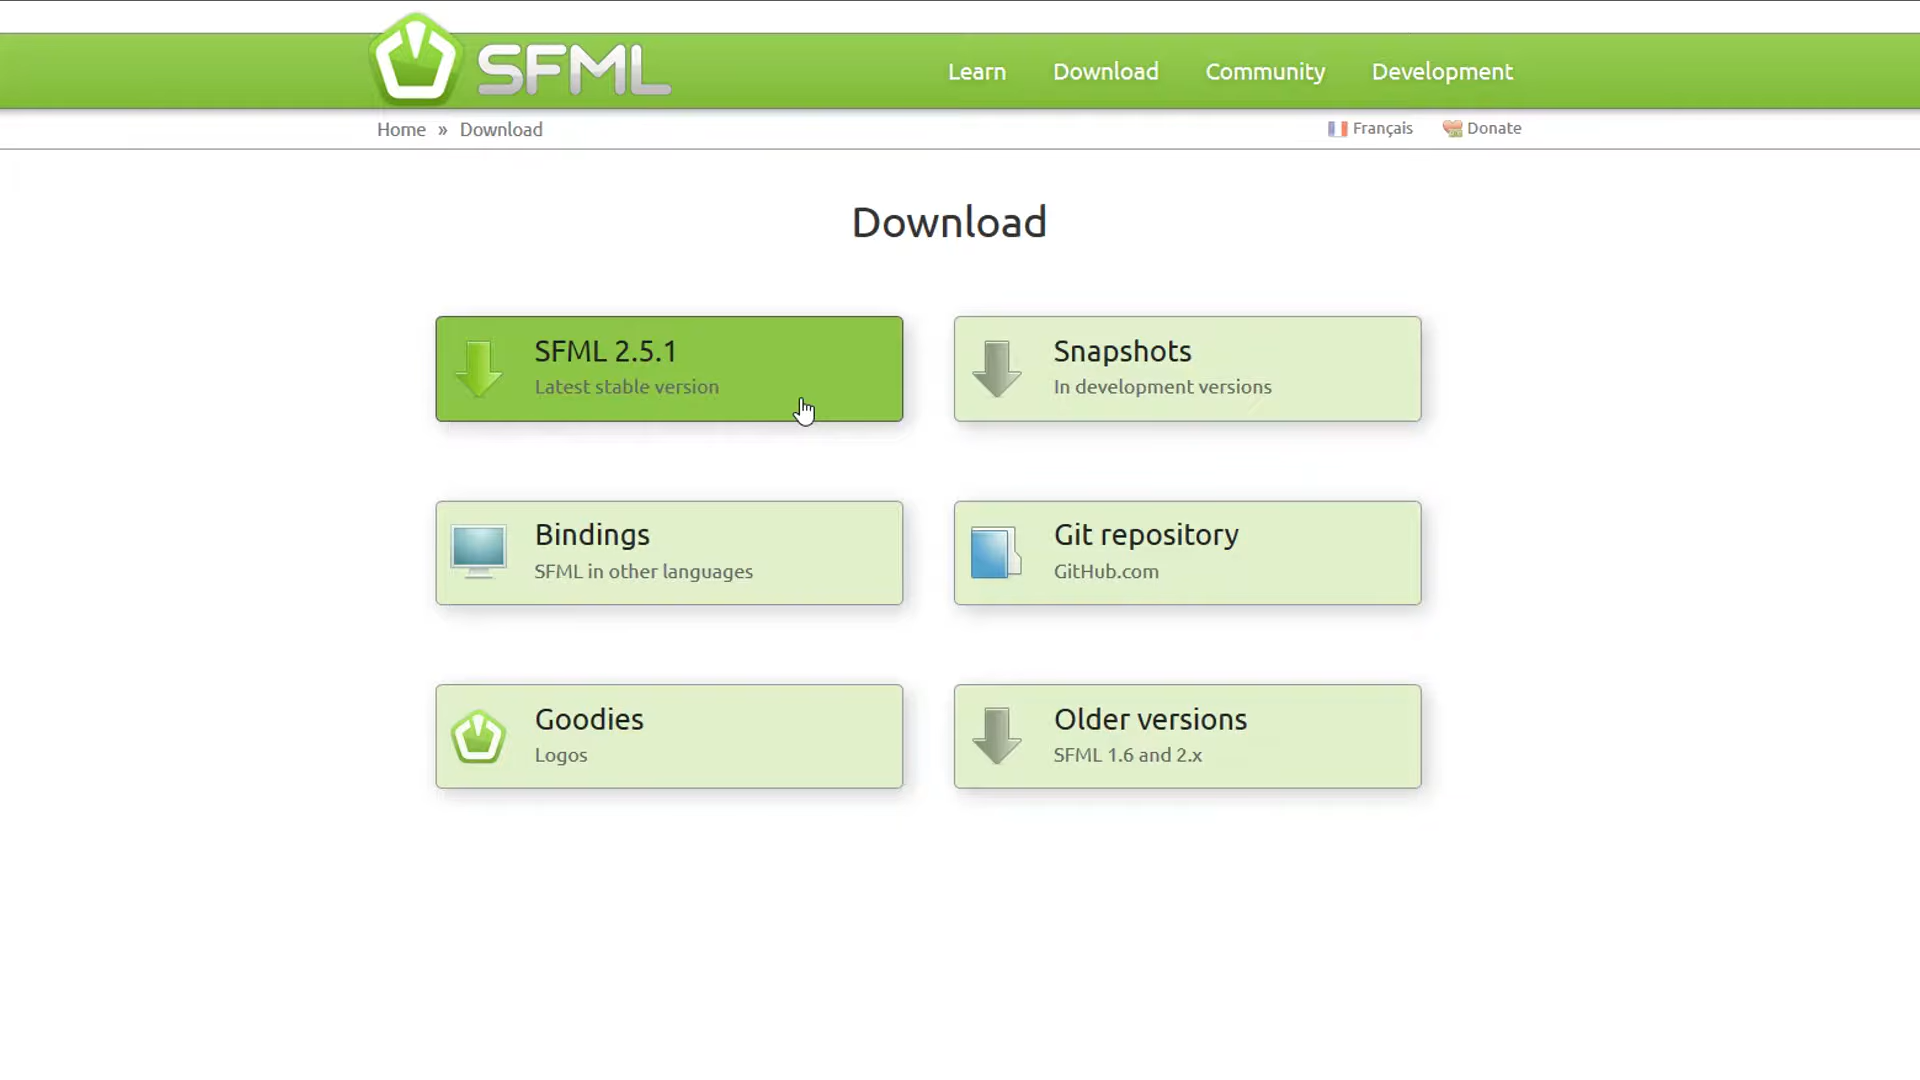 SFML
Learn Download Community Development
Home » Download
Français Donate
Download
SFML 2.5.1
Latest stable version
Snapshots
In development versions
Bindings
SFML in other languages
Git repository
GitHub.com
Goodies
Logos
Older versions
SFML 1.6 and 2.x